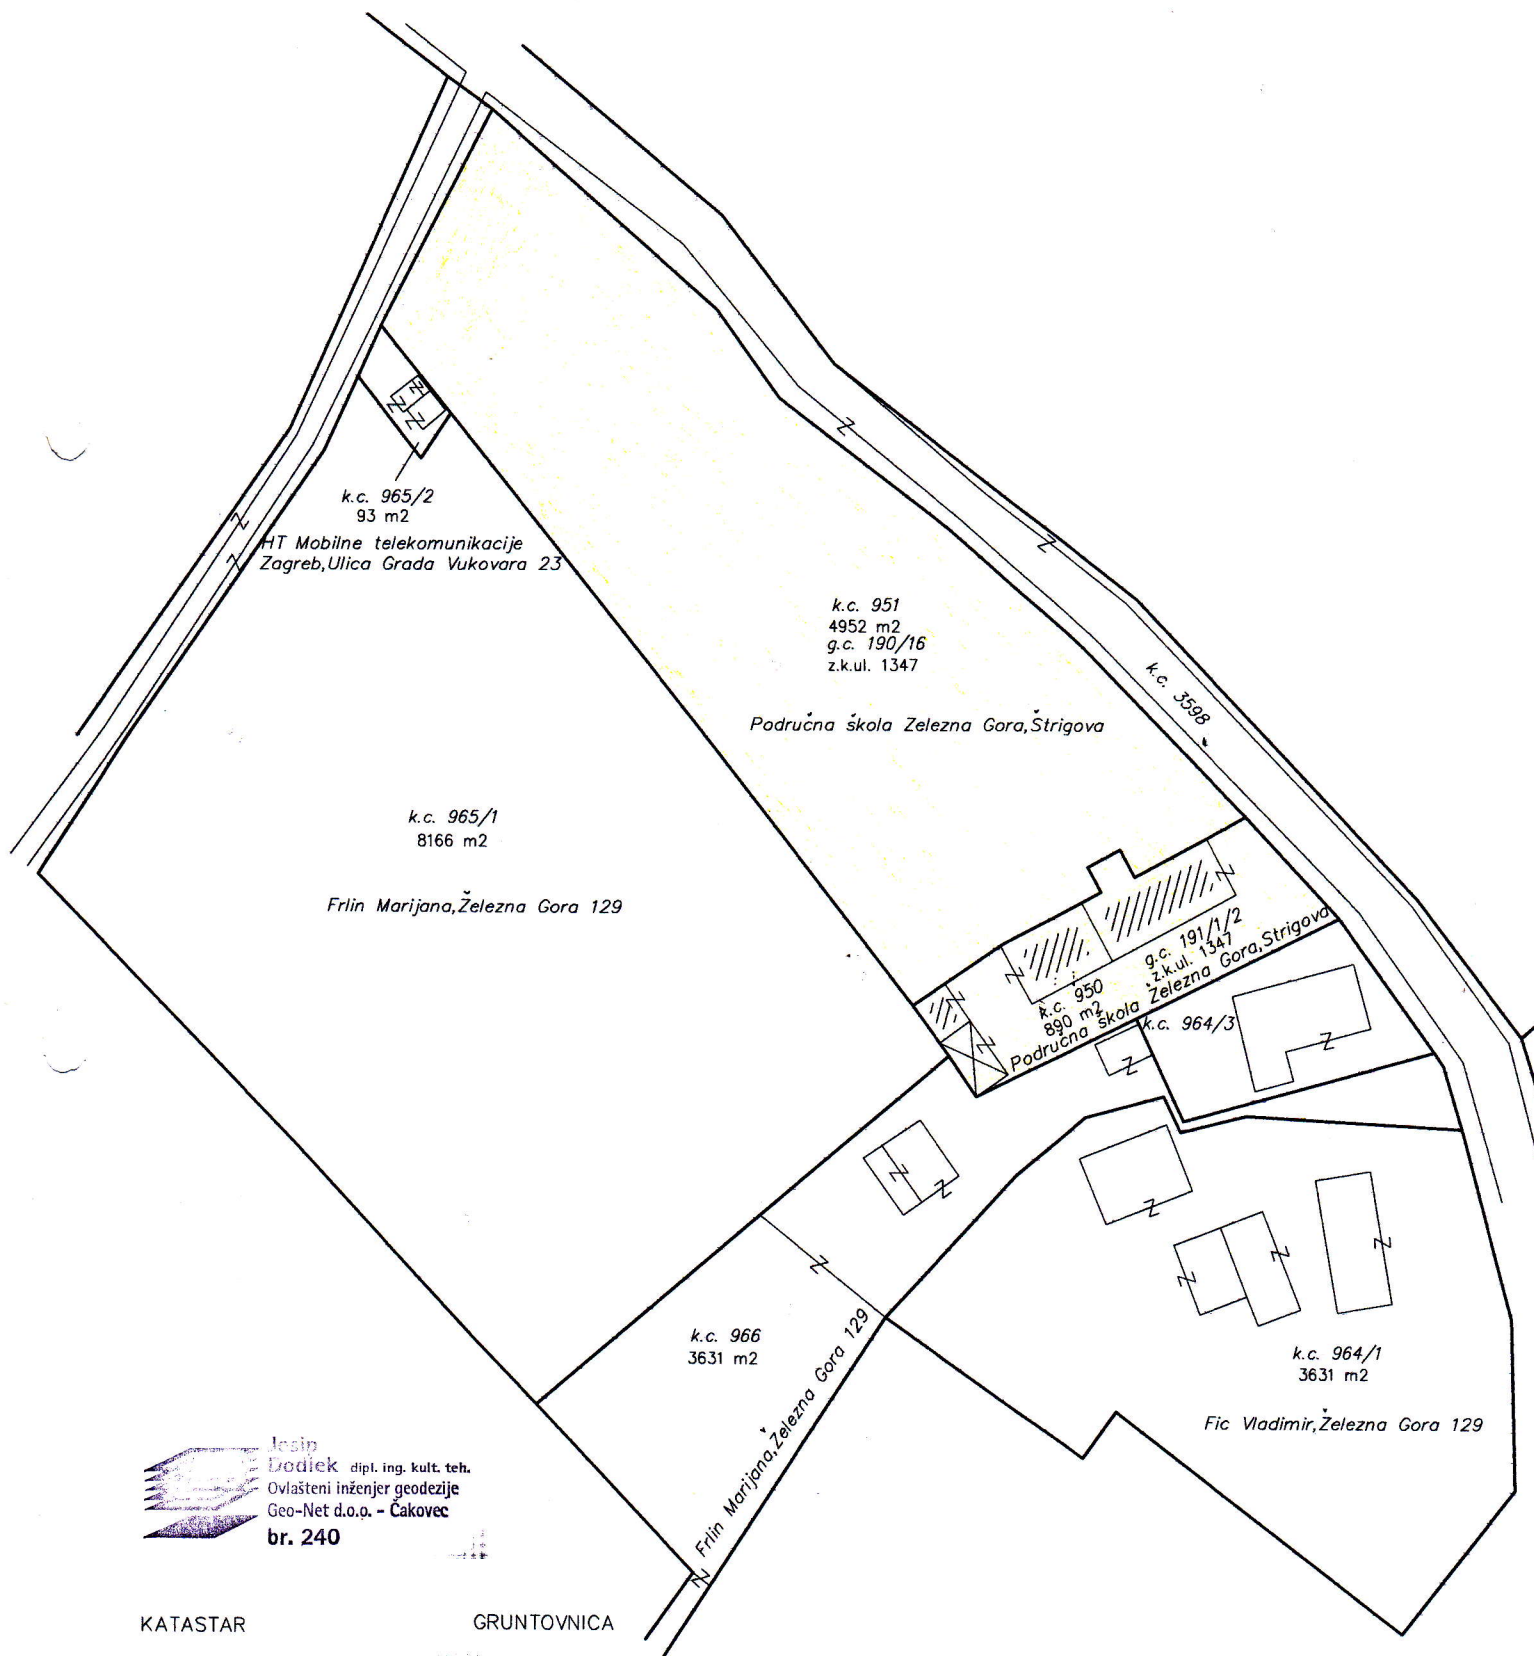 k.c. 965/2
93 m2
HT Mobilne telekomunikacije
Zagreb,Ulica Grada Vukovara 23
k.c. 951
4952 m2
g.c. 190/16
z.k.ul. 1347
Područna škola Železna Gora,Štrigova
k.c. 3598
k.c. 965/1
8166 m2
Frlin Marijana,Železna Gora 129
g.c. 191/1/2
z.k.ul. 1347
k.c. 950
890 m2
Područna škola Železna Gora,Štrigova
k.c. 964/3
k.c. 966
3631 m2
Frlin Marijana,Železna Gora 129
k.c. 964/1
3631 m2
Fic Vladimir,Železna Gora 129
Josip
Dodlek dipl. ing. kult. teh.
Ovlašteni inženjer geodezije
Geo-Net d.o.o. - Čakovec
br. 240
KATASTAR
GRUNTOVNICA